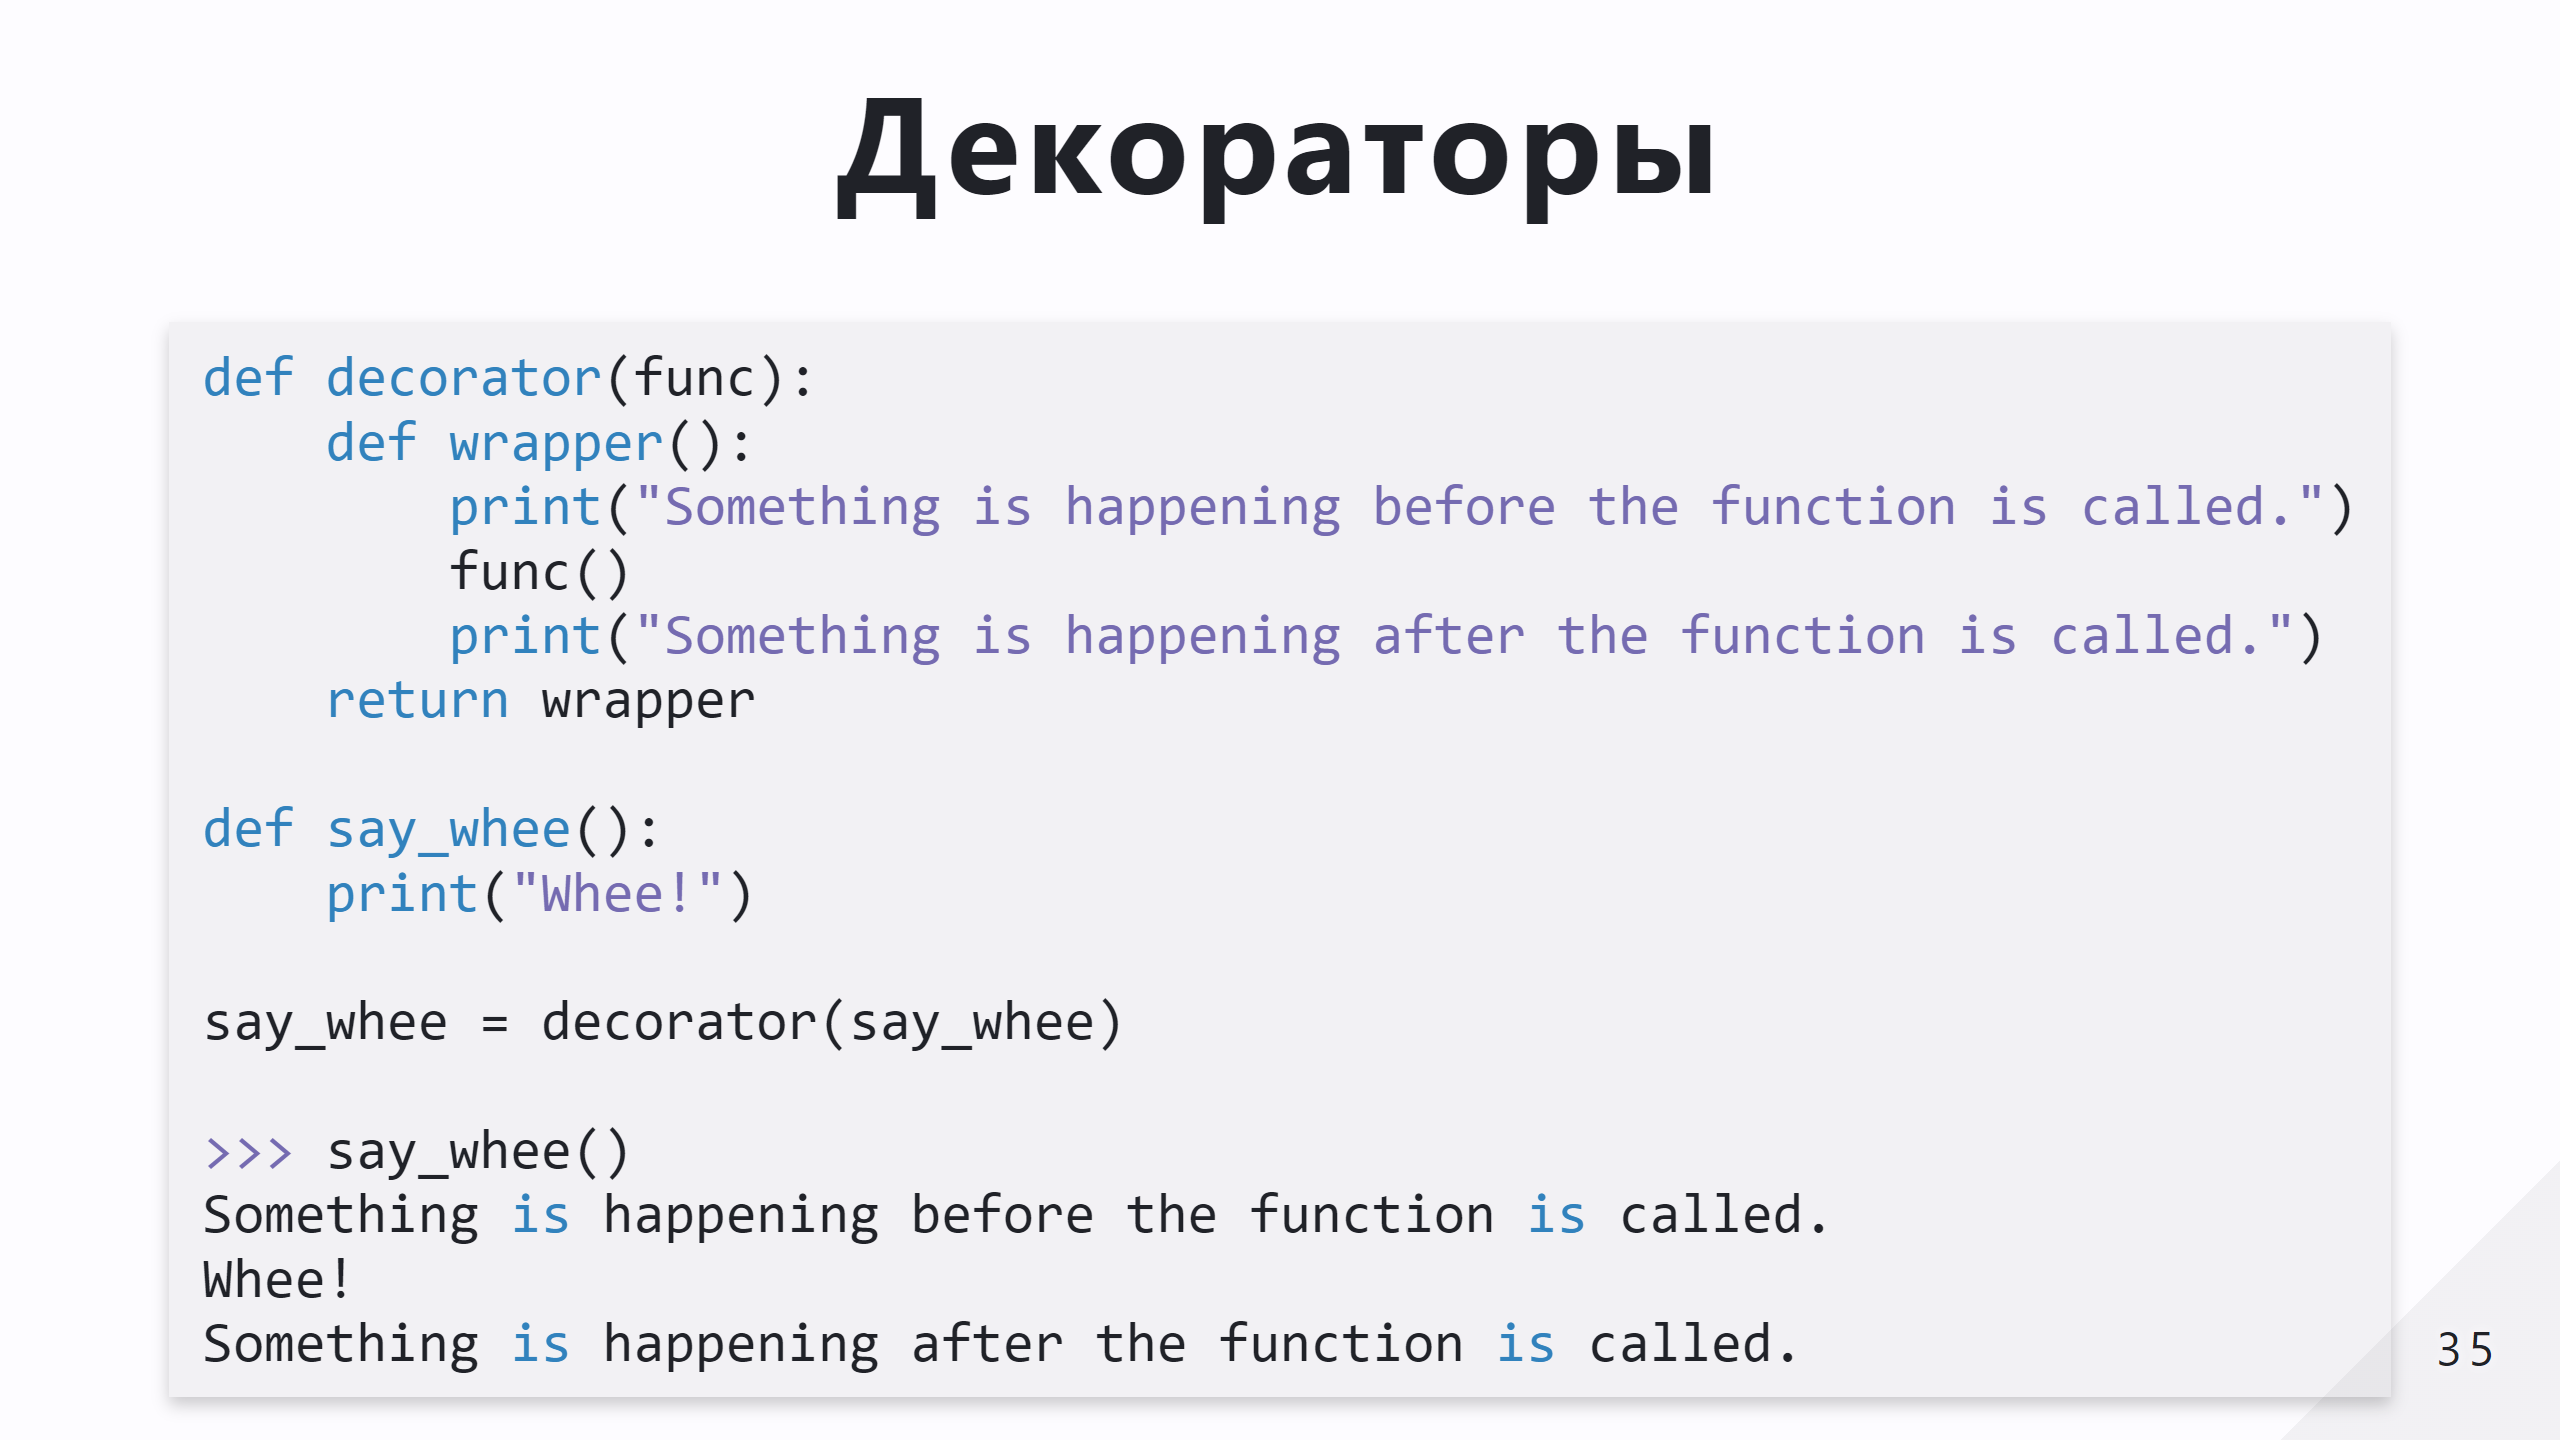 Декораторы
def decorator(func):
    def wrapper():
        print("Something is happening before the function is called.")
        func()
        print("Something is happening after the function is called.")
    return wrapper

def say_whee():
    print("Whee!")

say_whee = decorator(say_whee)

>>> say_whee()
Something is happening before the function is called.
Whee!
Something is happening after the function is called.
35